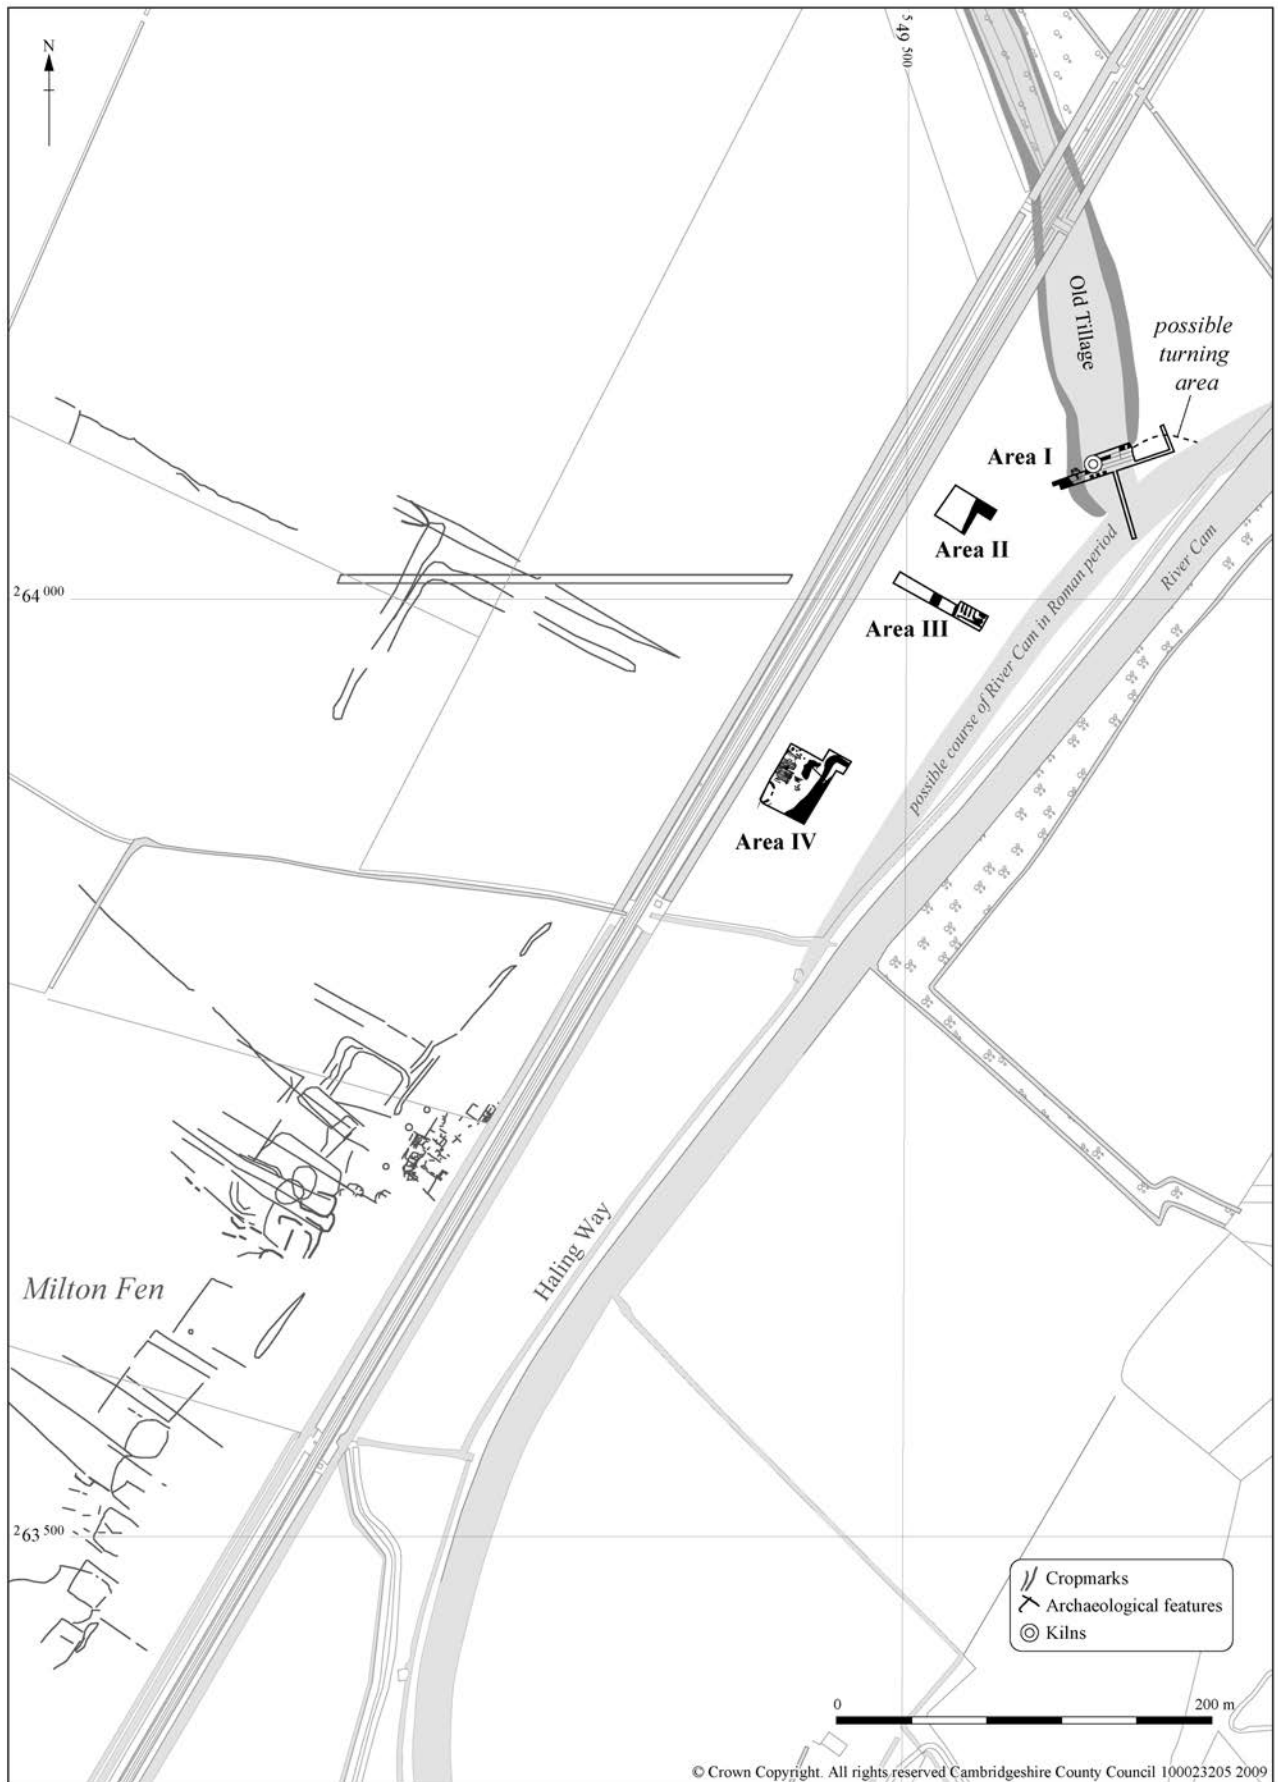 N
5 49 500
Old Tillage
possible
turning
area
Area I
Area II
2 64 000
Area III
possible course of River Cam in Roman period
River Cam
Area IV
Haling Way
Milton Fen
2 63 500
Cropmarks
Archaeological features
Kilns
0 200 m
© Crown Copyright. All rights reserved Cambridgeshire County Council 100023205 2009